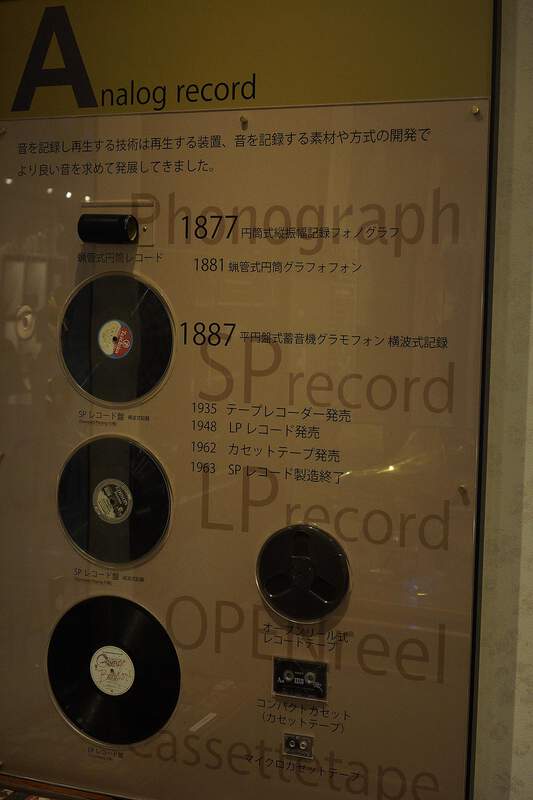 Analog record
音を記録し再生する技術は再生する装置、音を記録する素材や方式の開発で
より良い音を求めて発展してきました。
Phonograph
1877 円筒式縦振幅記録フォノグラフ
蝋管式円筒レコード
1881 蝋管式円筒グラフォフォン
1887 平円盤式蓄音機グラモフォン 横波式記録
SP record
SP レコード盤
1935 テープレコーダー発売
1948 LP レコード発売
1962 カセットテープ発売
1963 SP レコード製造終了
LP record
SP レコード盤
OPEN reel
オープンリール式
レコードテープ
コンパクトカセット
(カセットテープ)
LP レコード盤
cassettetape
マイクロカセットテープ